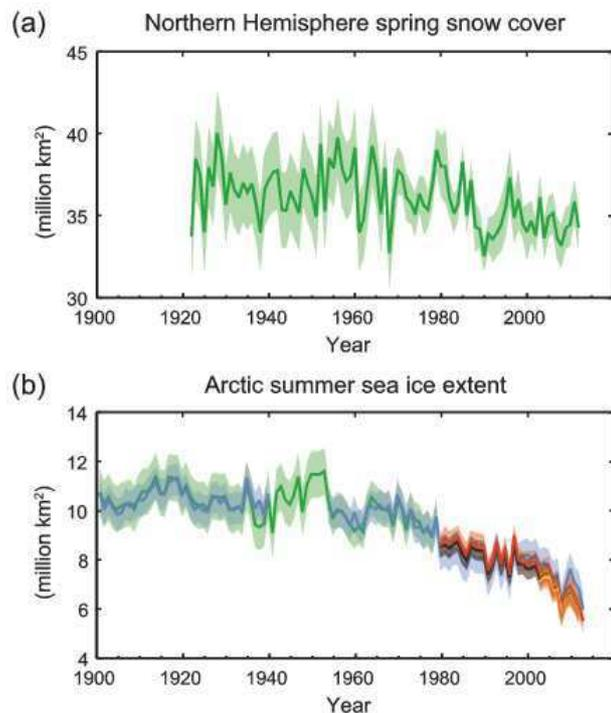 (a) Northern Hemisphere spring snow cover
45
40
35
30
(million km²)
1900 1920 1940 1960 1980 2000
Year
(b) Arctic summer sea ice extent
14
12
10
8
6
4
(million km²)
1900 1920 1940 1960 1980 2000
Year